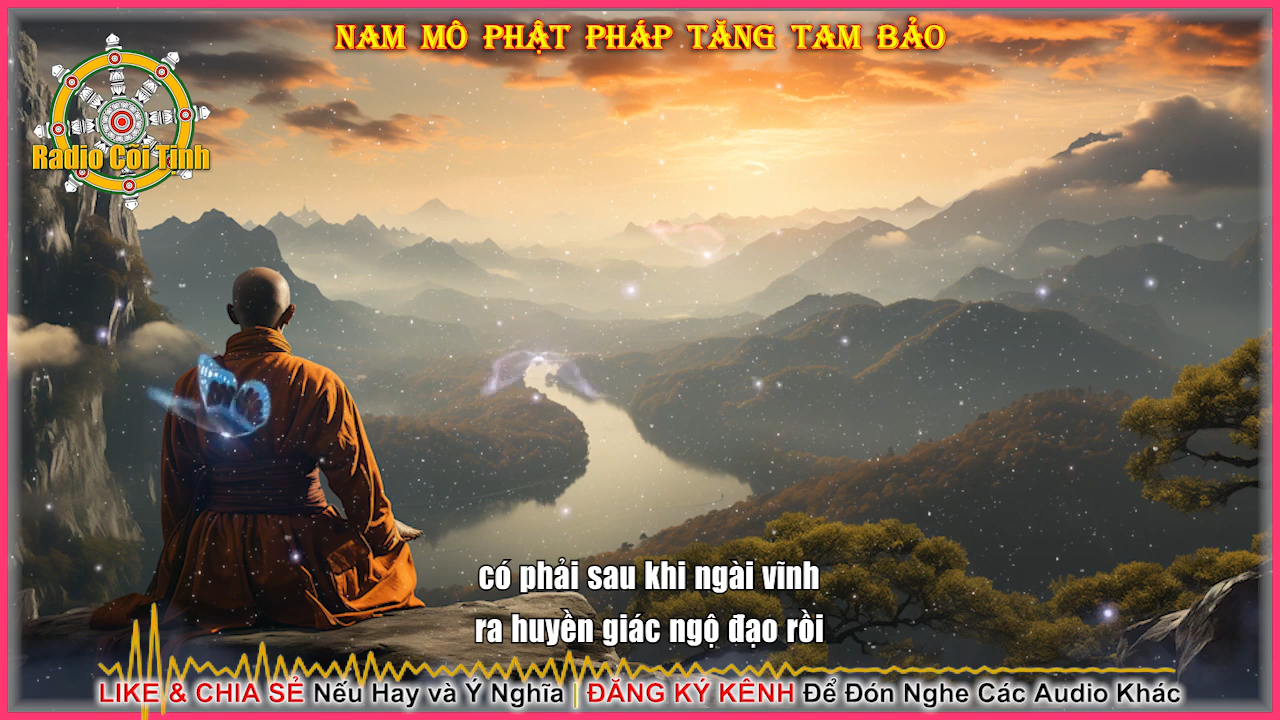 NAM MÔ PHẬT PHÁP TĂNG TAM BẢO
Radio Cõi Tịnh
có phải sau khi ngài vĩnh
ra huyền giác ngộ đạo rồi
LIKE & CHIA SẺ Nếu Hay và Ý Nghĩa | ĐĂNG KÝ KÊNH Để Đón Nghe Các Audio Khác